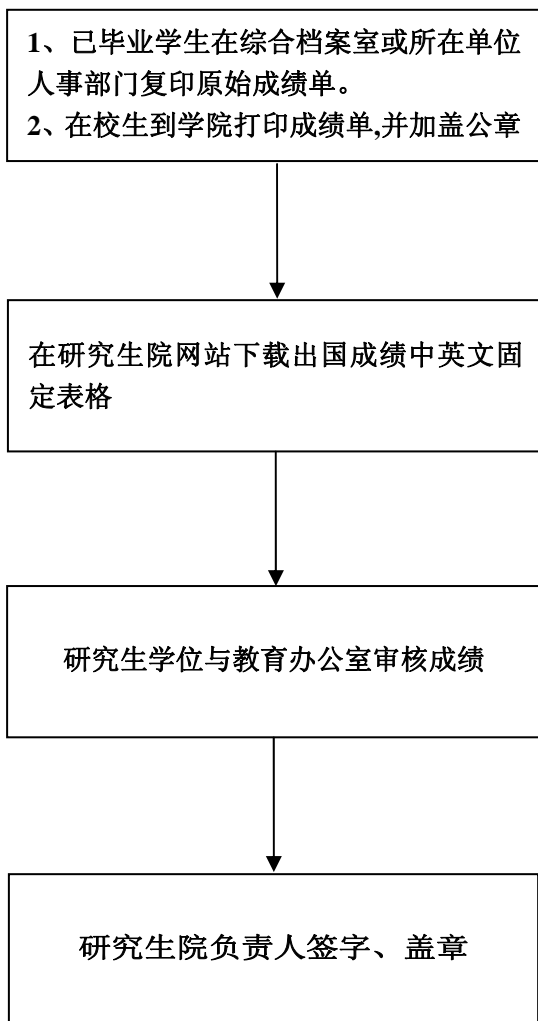 1、已毕业学生在综合档案室或所在单位
人事部门复印原始成绩单。
2、在校生到学院打印成绩单,并加盖公章
在研究生院网站下载出国成绩中英文固
定表格
研究生学位与教育办公室审核成绩
研究生院负责人签字、盖章